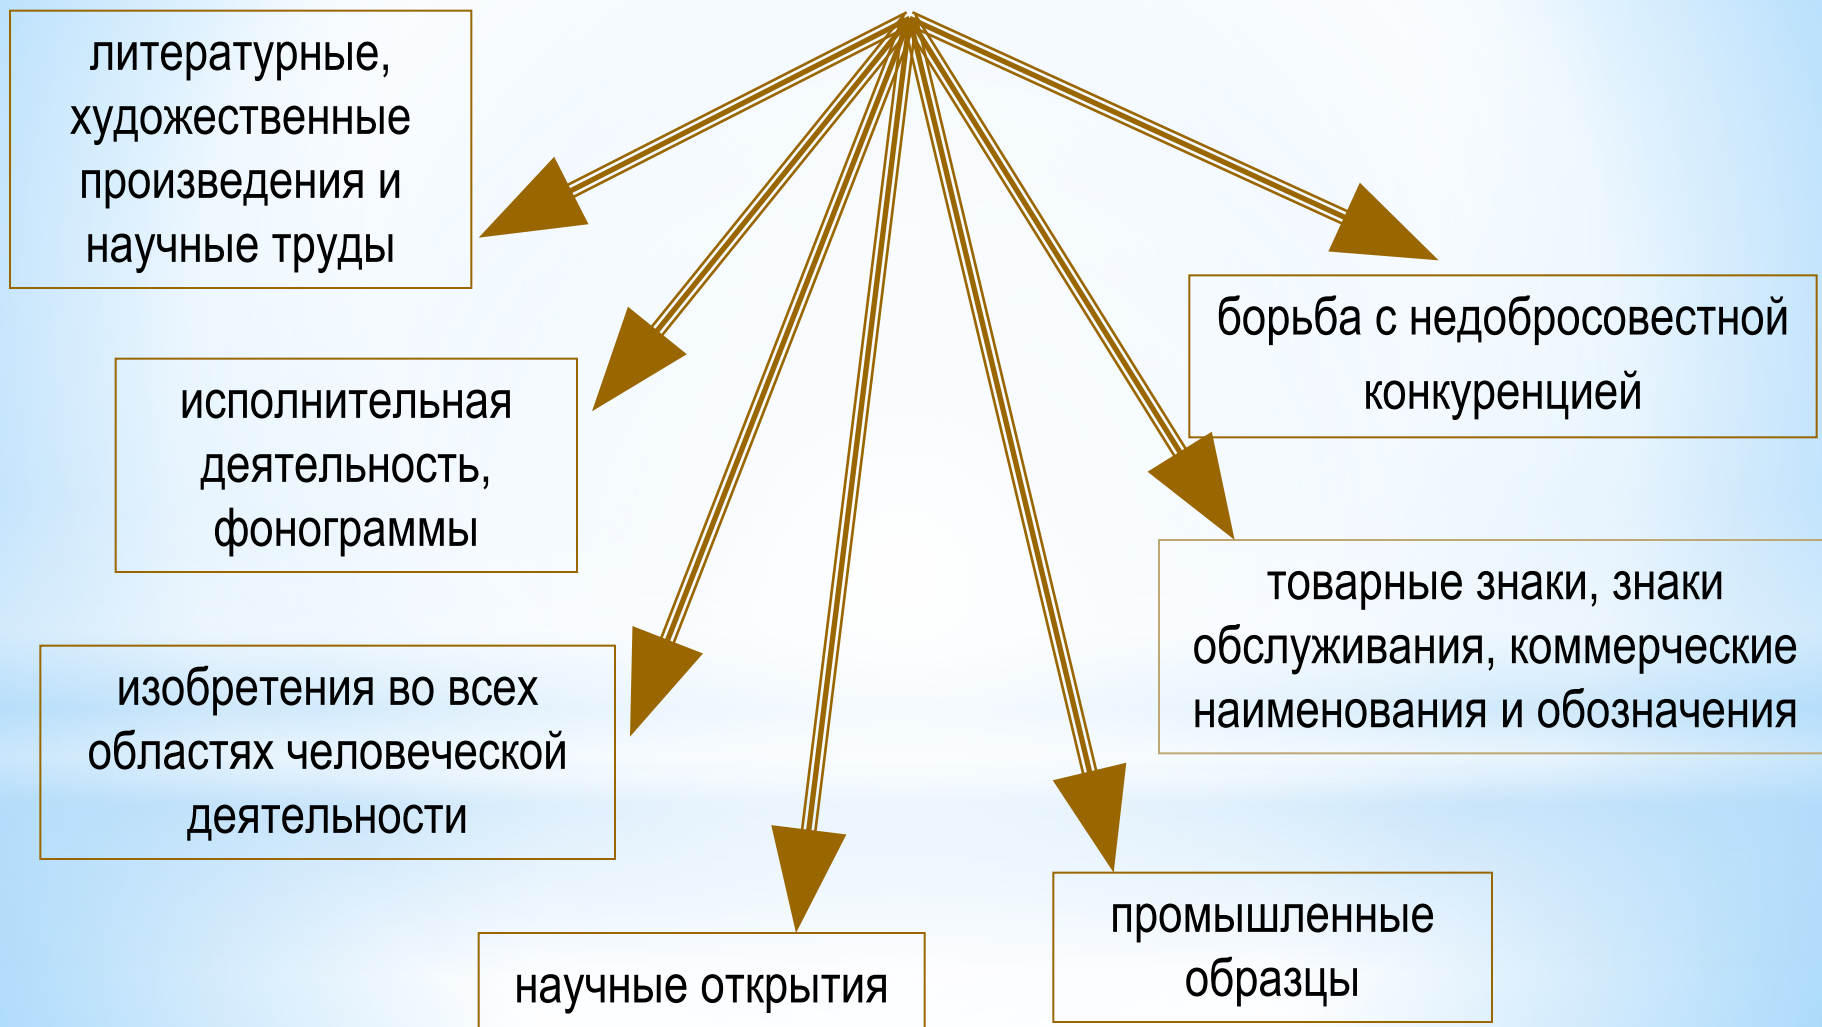 литературные,
художественные
произведения и
научные труды
исполнительная
деятельность,
фонограммы
изобретения во всех
областях человеческой
деятельности
научные открытия
промышленные
образцы
товарные знаки, знаки
обслуживания, коммерческие
наименования и обозначения
борьба с недобросовестной
конкуренцией